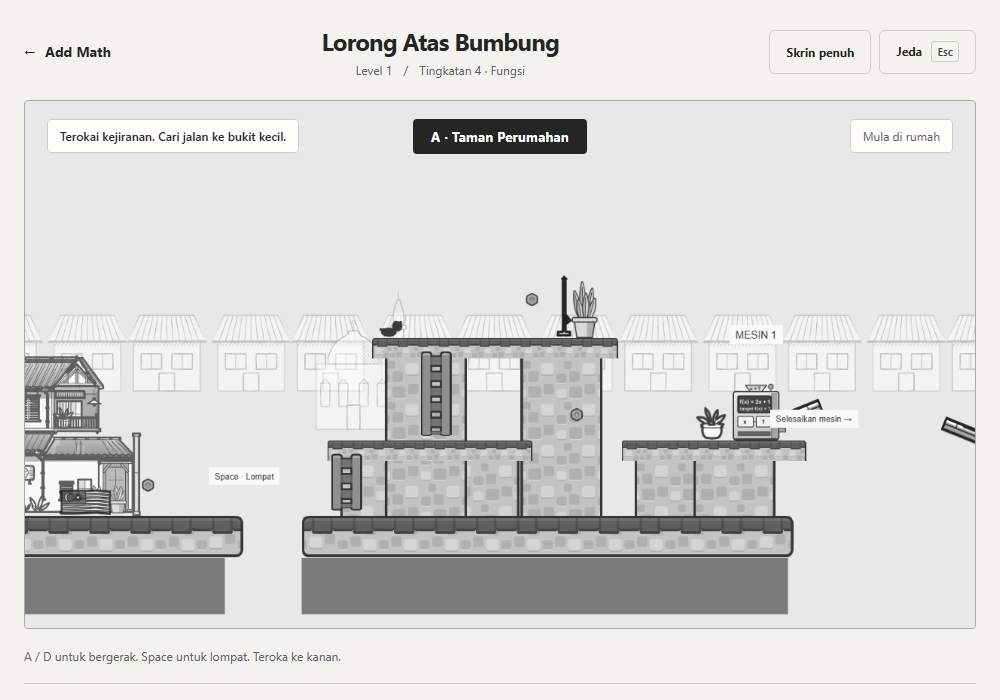 ← Add Math
Lorong Atas Bumbung
Level 1 / Tingkatan 4 · Fungsi
Skrin penuh
Jeda Esc
Terokai kejiranan. Cari jalan ke bukit kecil.
A · Taman Perumahan
Mula di rumah
MESIN 1
f(x) = 2x + 1
target f(x) =
x → ?
Selesaikan mesin →
Space · Lompat
A / D untuk bergerak. Space untuk lompat. Teroka ke kanan.